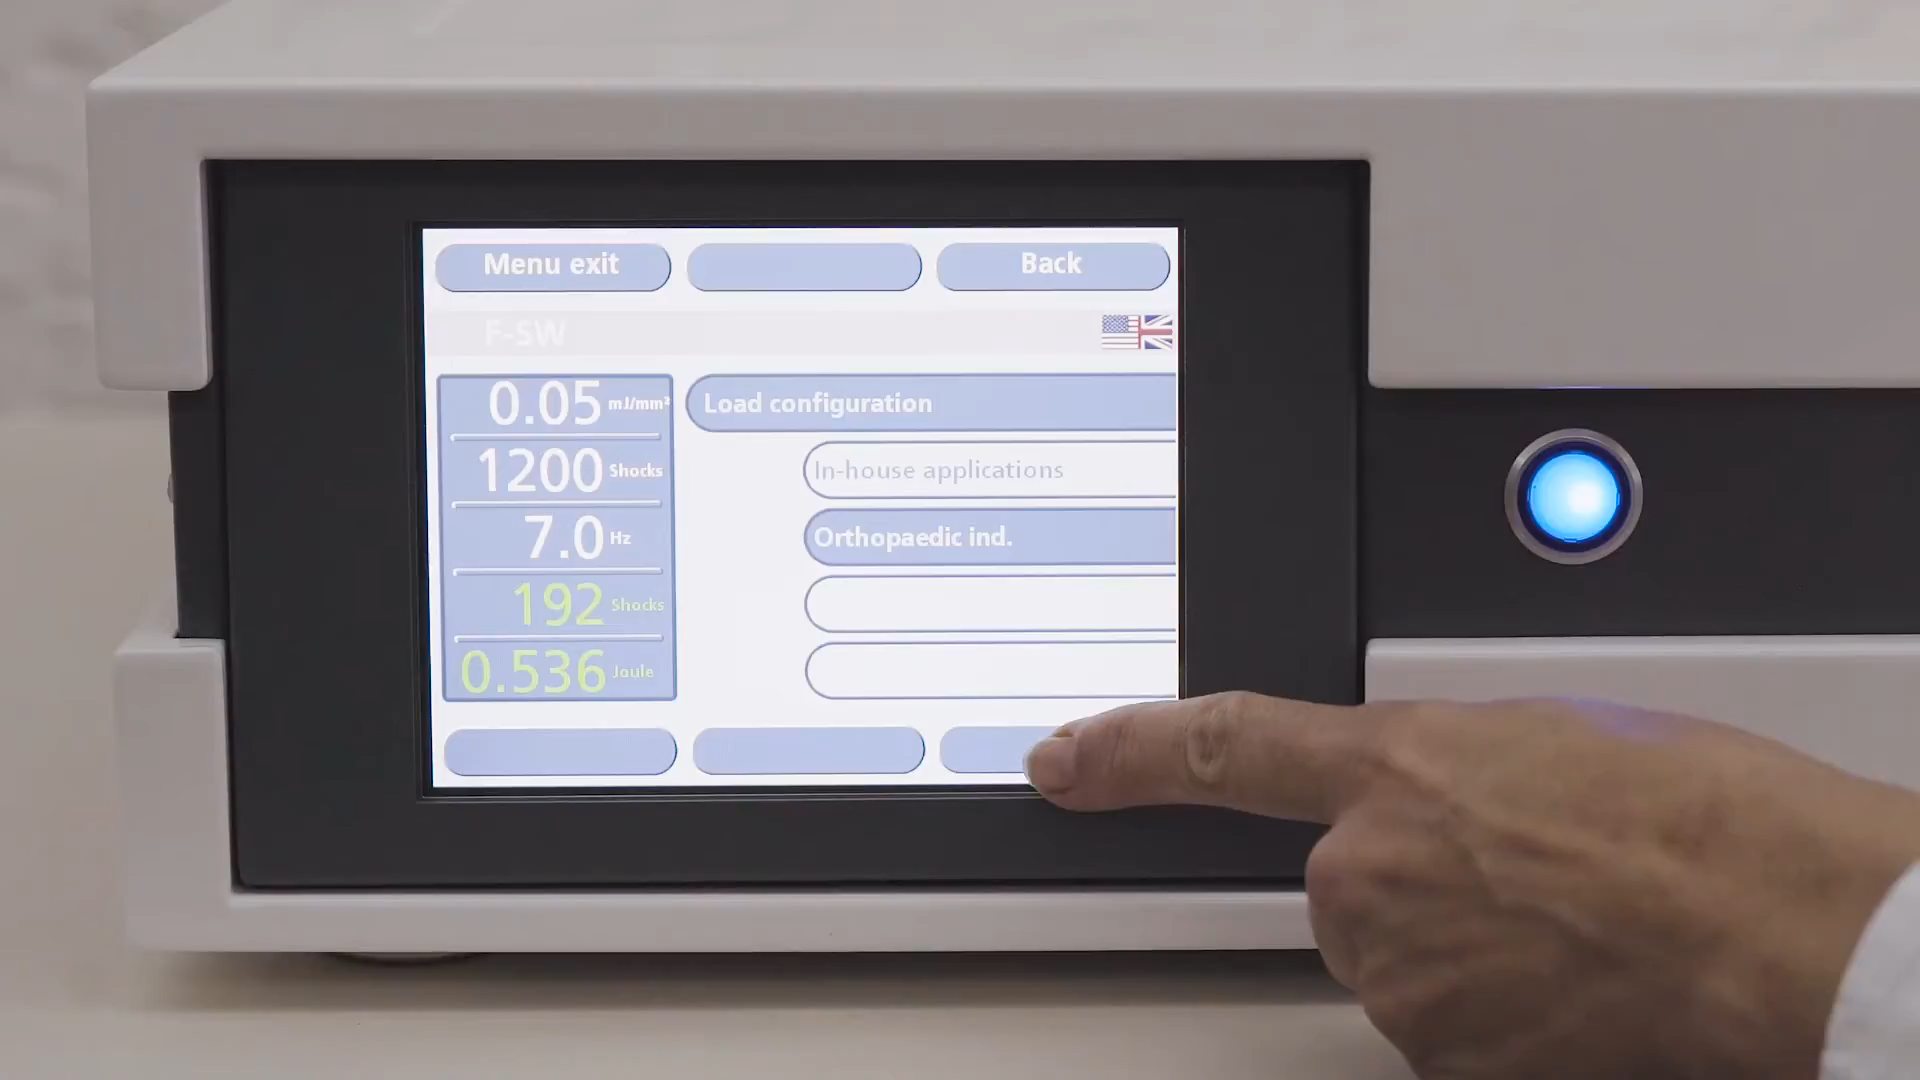 Menu exit
Back
F-SW
0.05 mJ/mm²
Load configuration
1200 Shocks
In-house applications
7.0 Hz
Orthopaedic ind.
192 Shocks
0.536 Joule